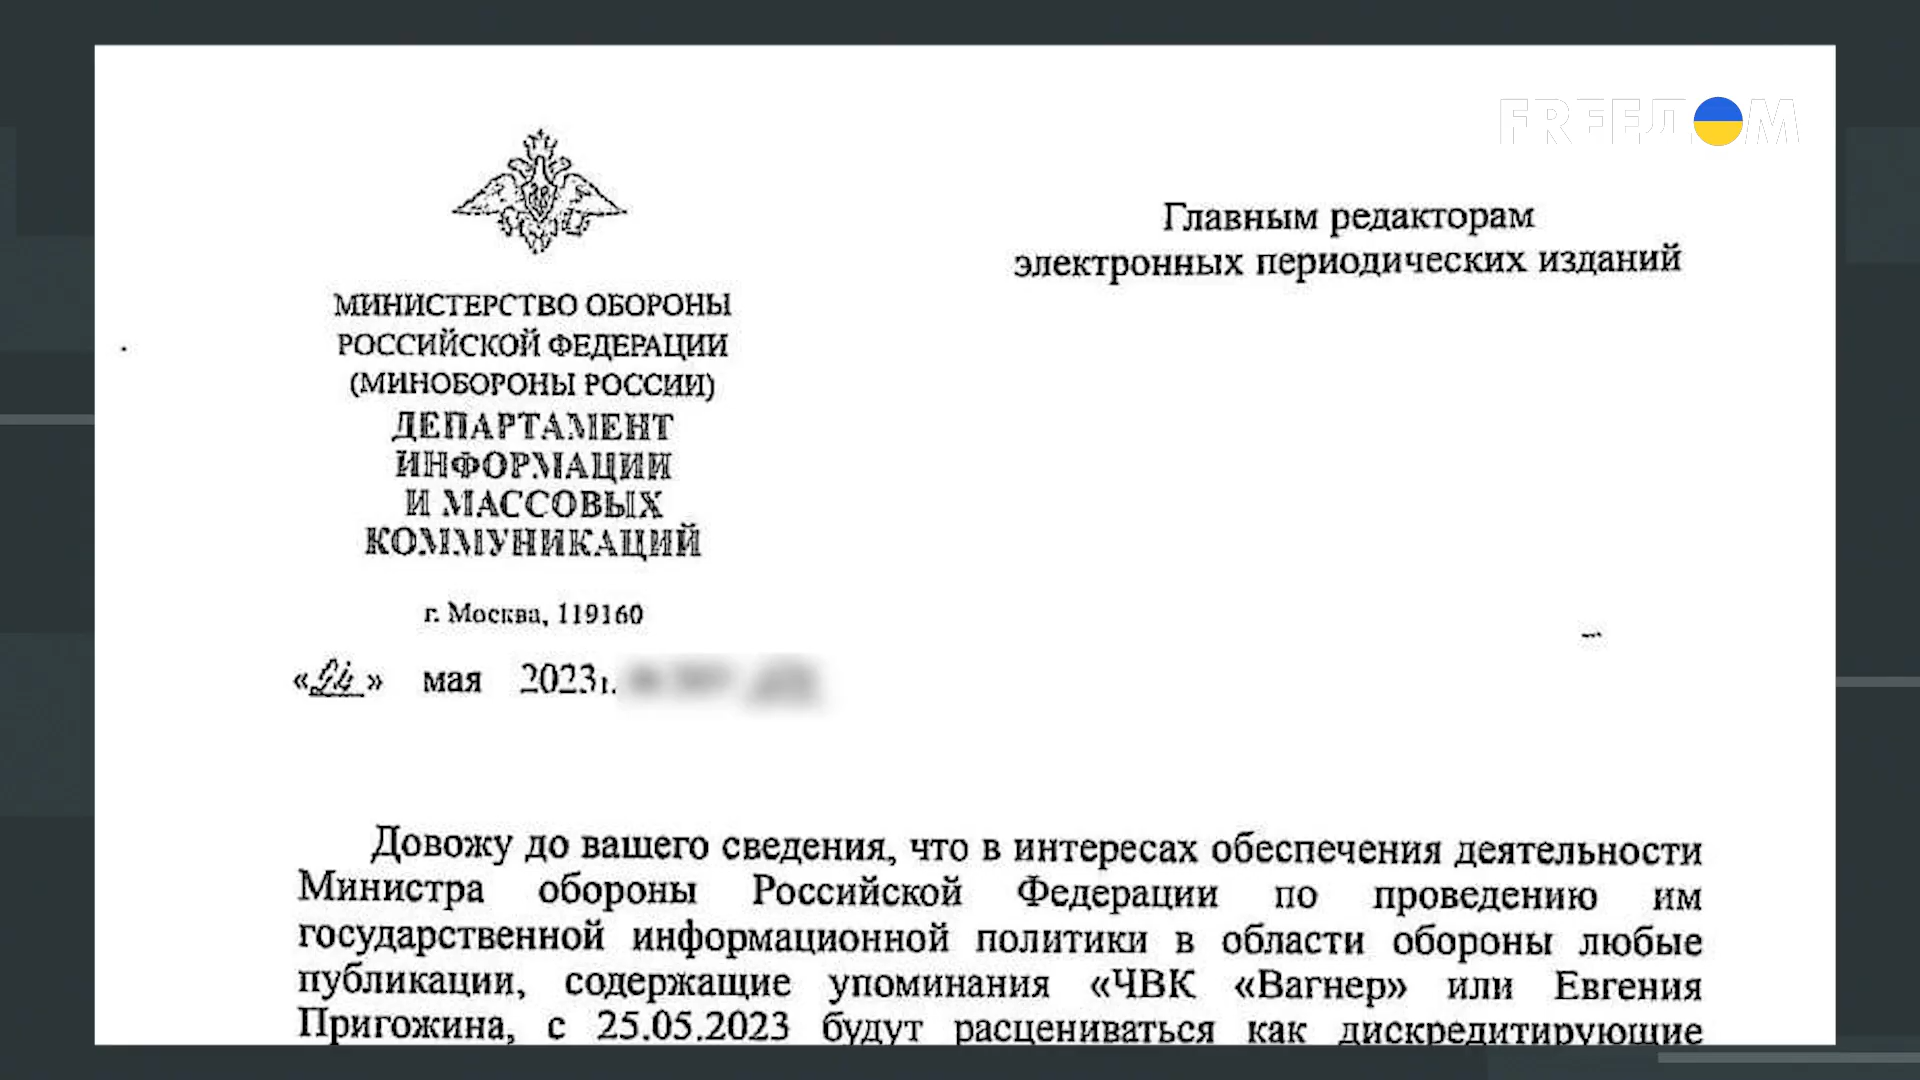 FREEДOM
Главным редакторам
электронных периодических изданий
МИНИСТЕРСТВО ОБОРОНЫ
РОССИЙСКОЙ ФЕДЕРАЦИИ
(МИНОБОРОНЫ РОССИИ)
ДЕПАРТАМЕНТ
ИНФОРМАЦИИ
И МАССОВЫХ
КОММУНИКАЦИЙ
г. Москва, 119160
«24» мая 2023г.
Довожу до вашего сведения, что в интересах обеспечения деятельности
Министра обороны Российской Федерации по проведению им
государственной информационной политики в области обороны любые
публикации, содержащие упоминания «ЧВК «Вагнер» или Евгения
Пригожина, с 25.05.2023 будут расцениваться как дискредитирующие